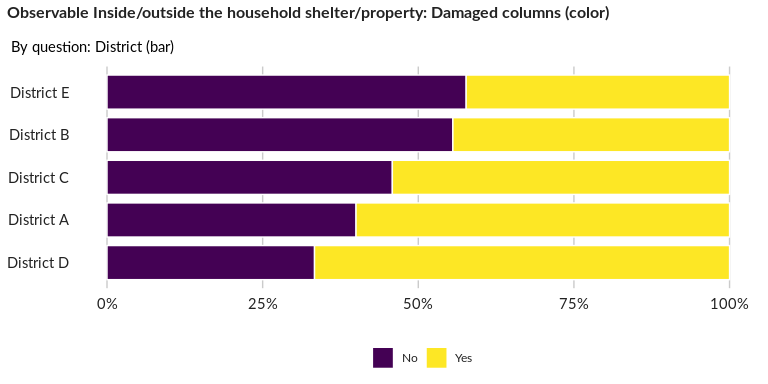 Observable Inside/outside the household shelter/property: Damaged columns (color)
By question: District (bar)
District E
District B
District C
District A
District D
0% 25% 50% 75% 100%
No Yes